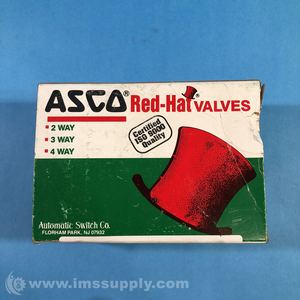 ASCO® Red-Hat® VALVES
2 WAY
3 WAY
4 WAY
Certified
ISO 9000
Quality
Automatic Switch Co.
FLORHAM PARK, NJ 07932
© www.imssupply.com